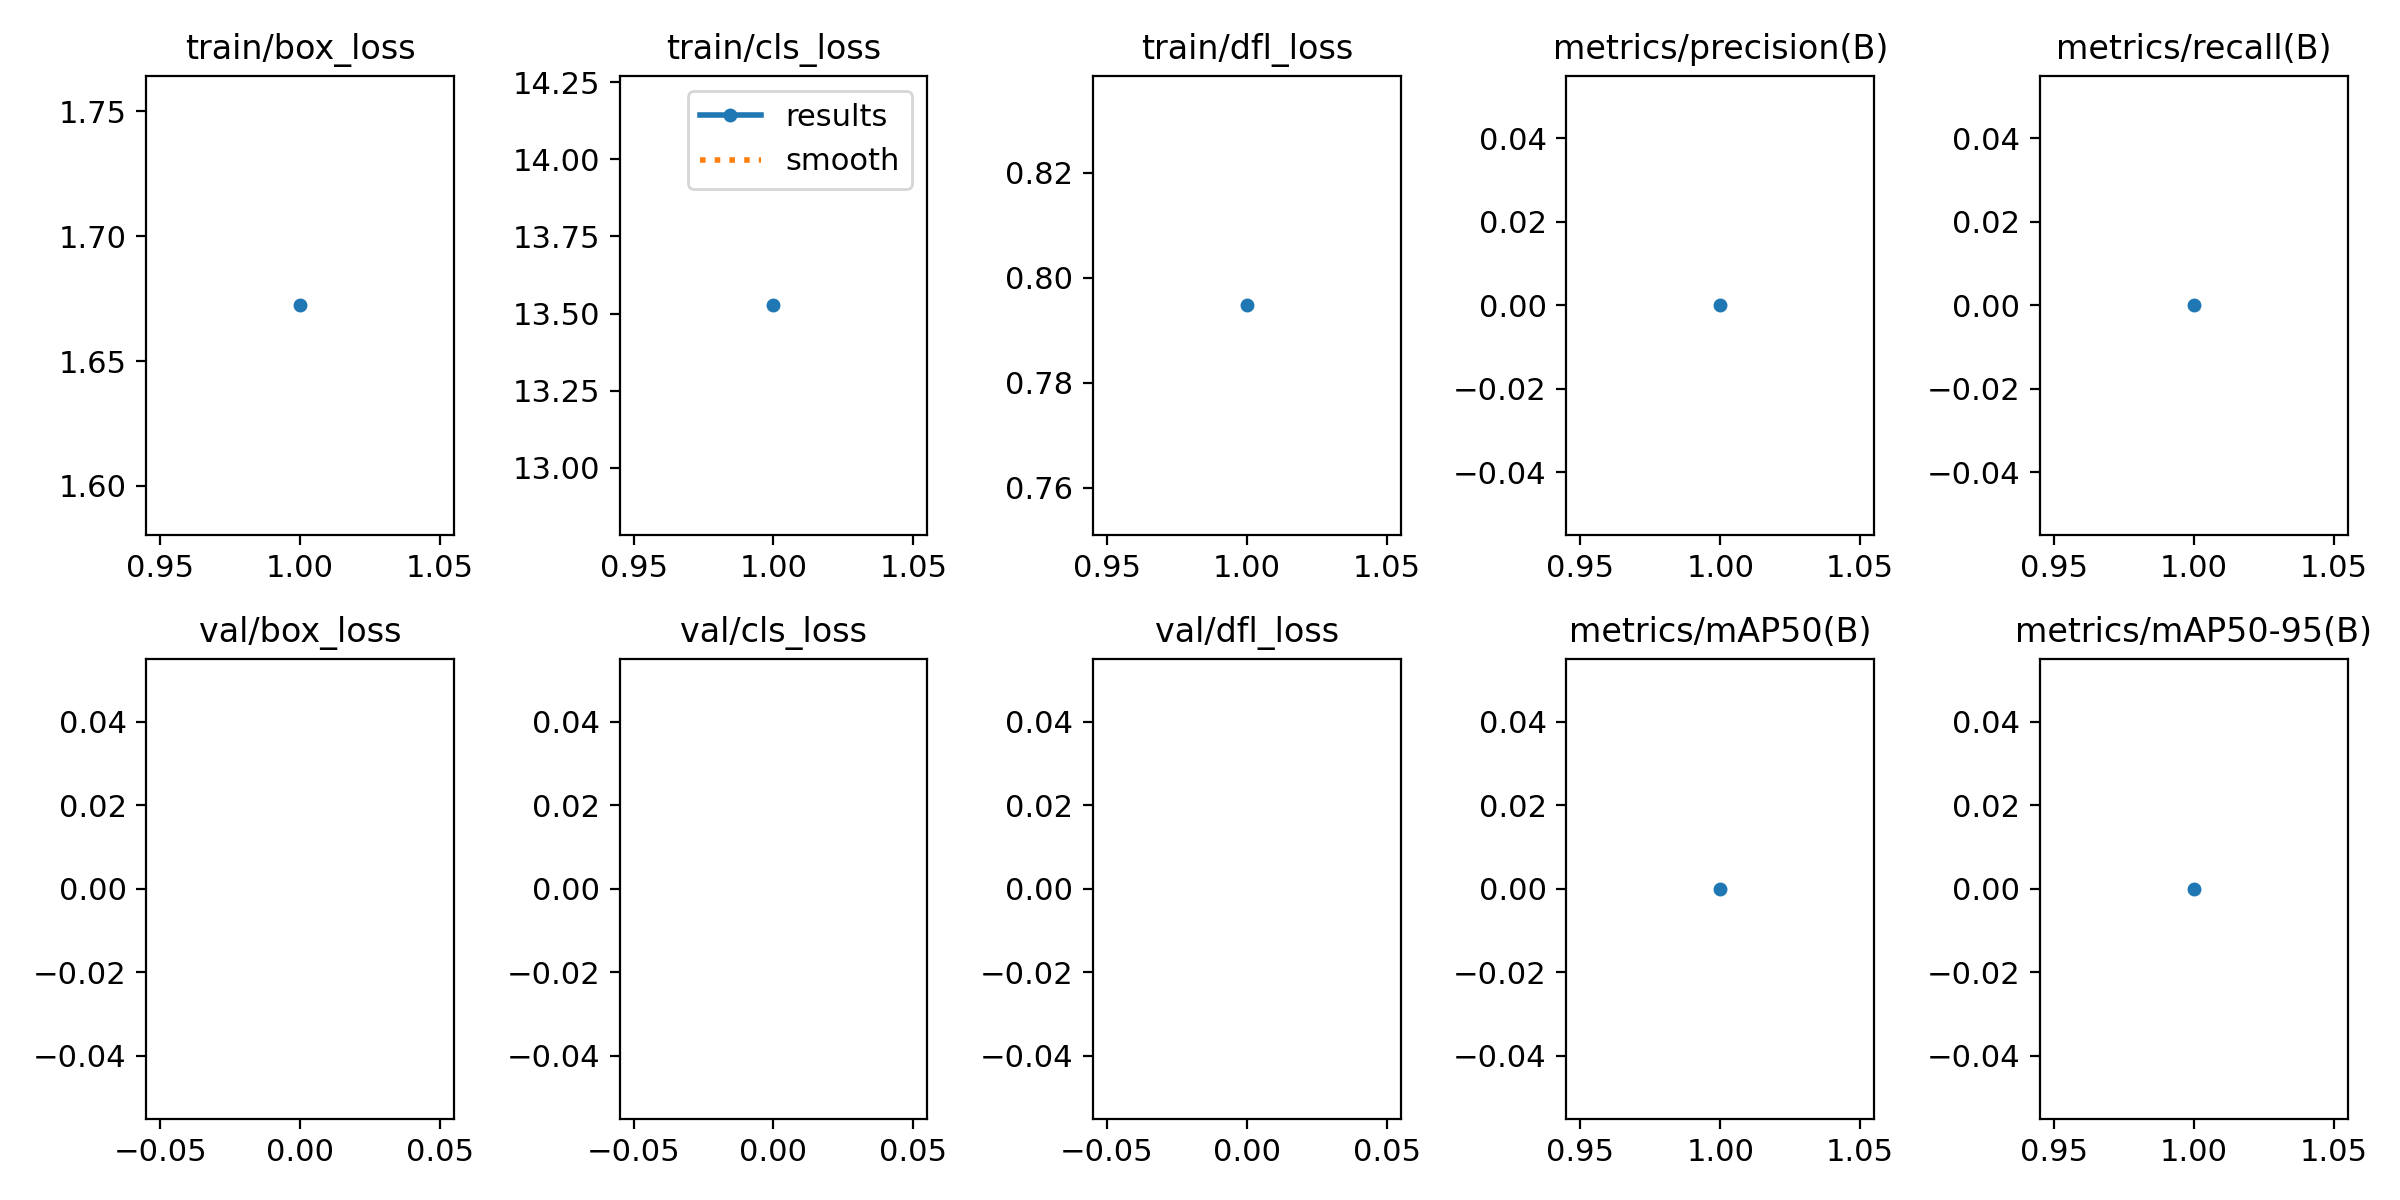 train/box_loss
1.75
1.70
1.65
1.60
0.95 1.00 1.05
train/cls_loss
14.25
14.00
13.75
13.50
13.25
13.00
results
smooth
0.95 1.00 1.05
train/dfl_loss
0.82
0.80
0.78
0.76
0.95 1.00 1.05
metrics/precision(B)
0.04
0.02
0.00
−0.02
−0.04
0.95 1.00 1.05
metrics/recall(B)
0.04
0.02
0.00
−0.02
−0.04
0.95 1.00 1.05
val/box_loss
0.04
0.02
0.00
−0.02
−0.04
−0.05 0.00 0.05
val/cls_loss
0.04
0.02
0.00
−0.02
−0.04
−0.05 0.00 0.05
val/dfl_loss
0.04
0.02
0.00
−0.02
−0.04
−0.05 0.00 0.05
metrics/mAP50(B)
0.04
0.02
0.00
−0.02
−0.04
0.95 1.00 1.05
metrics/mAP50-95(B)
0.04
0.02
0.00
−0.02
−0.04
0.95 1.00 1.05